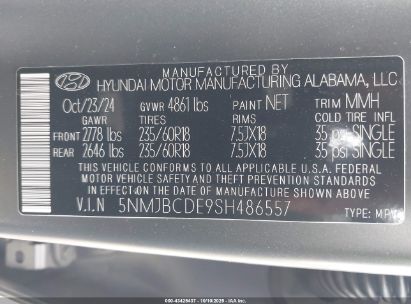 MANUFACTURED BY
HYUNDAI MOTOR MANUFACTURING ALABAMA, LLC
Oct/23/24 GVWR 4861 lbs PAINT NET TRIM MMH
GAWR TIRES RIMS COLD TIRE INFL
FRONT 2778 lbs 235/60R18 7.5JX18 35 psi SINGLE
REAR 2646 lbs 235/60R18 7.5JX18 35 psi SINGLE
THIS VEHICLE CONFORMS TO ALL APPLICABLE U.S.A. FEDERAL
MOTOR VEHICLE SAFETY AND THEFT PREVENTION STANDARDS
IN EFFECT ON THE DATE OF MANUFACTURE SHOWN ABOVE
V.I.N 5NMJBCDE9SH486557 TYPE: MPV